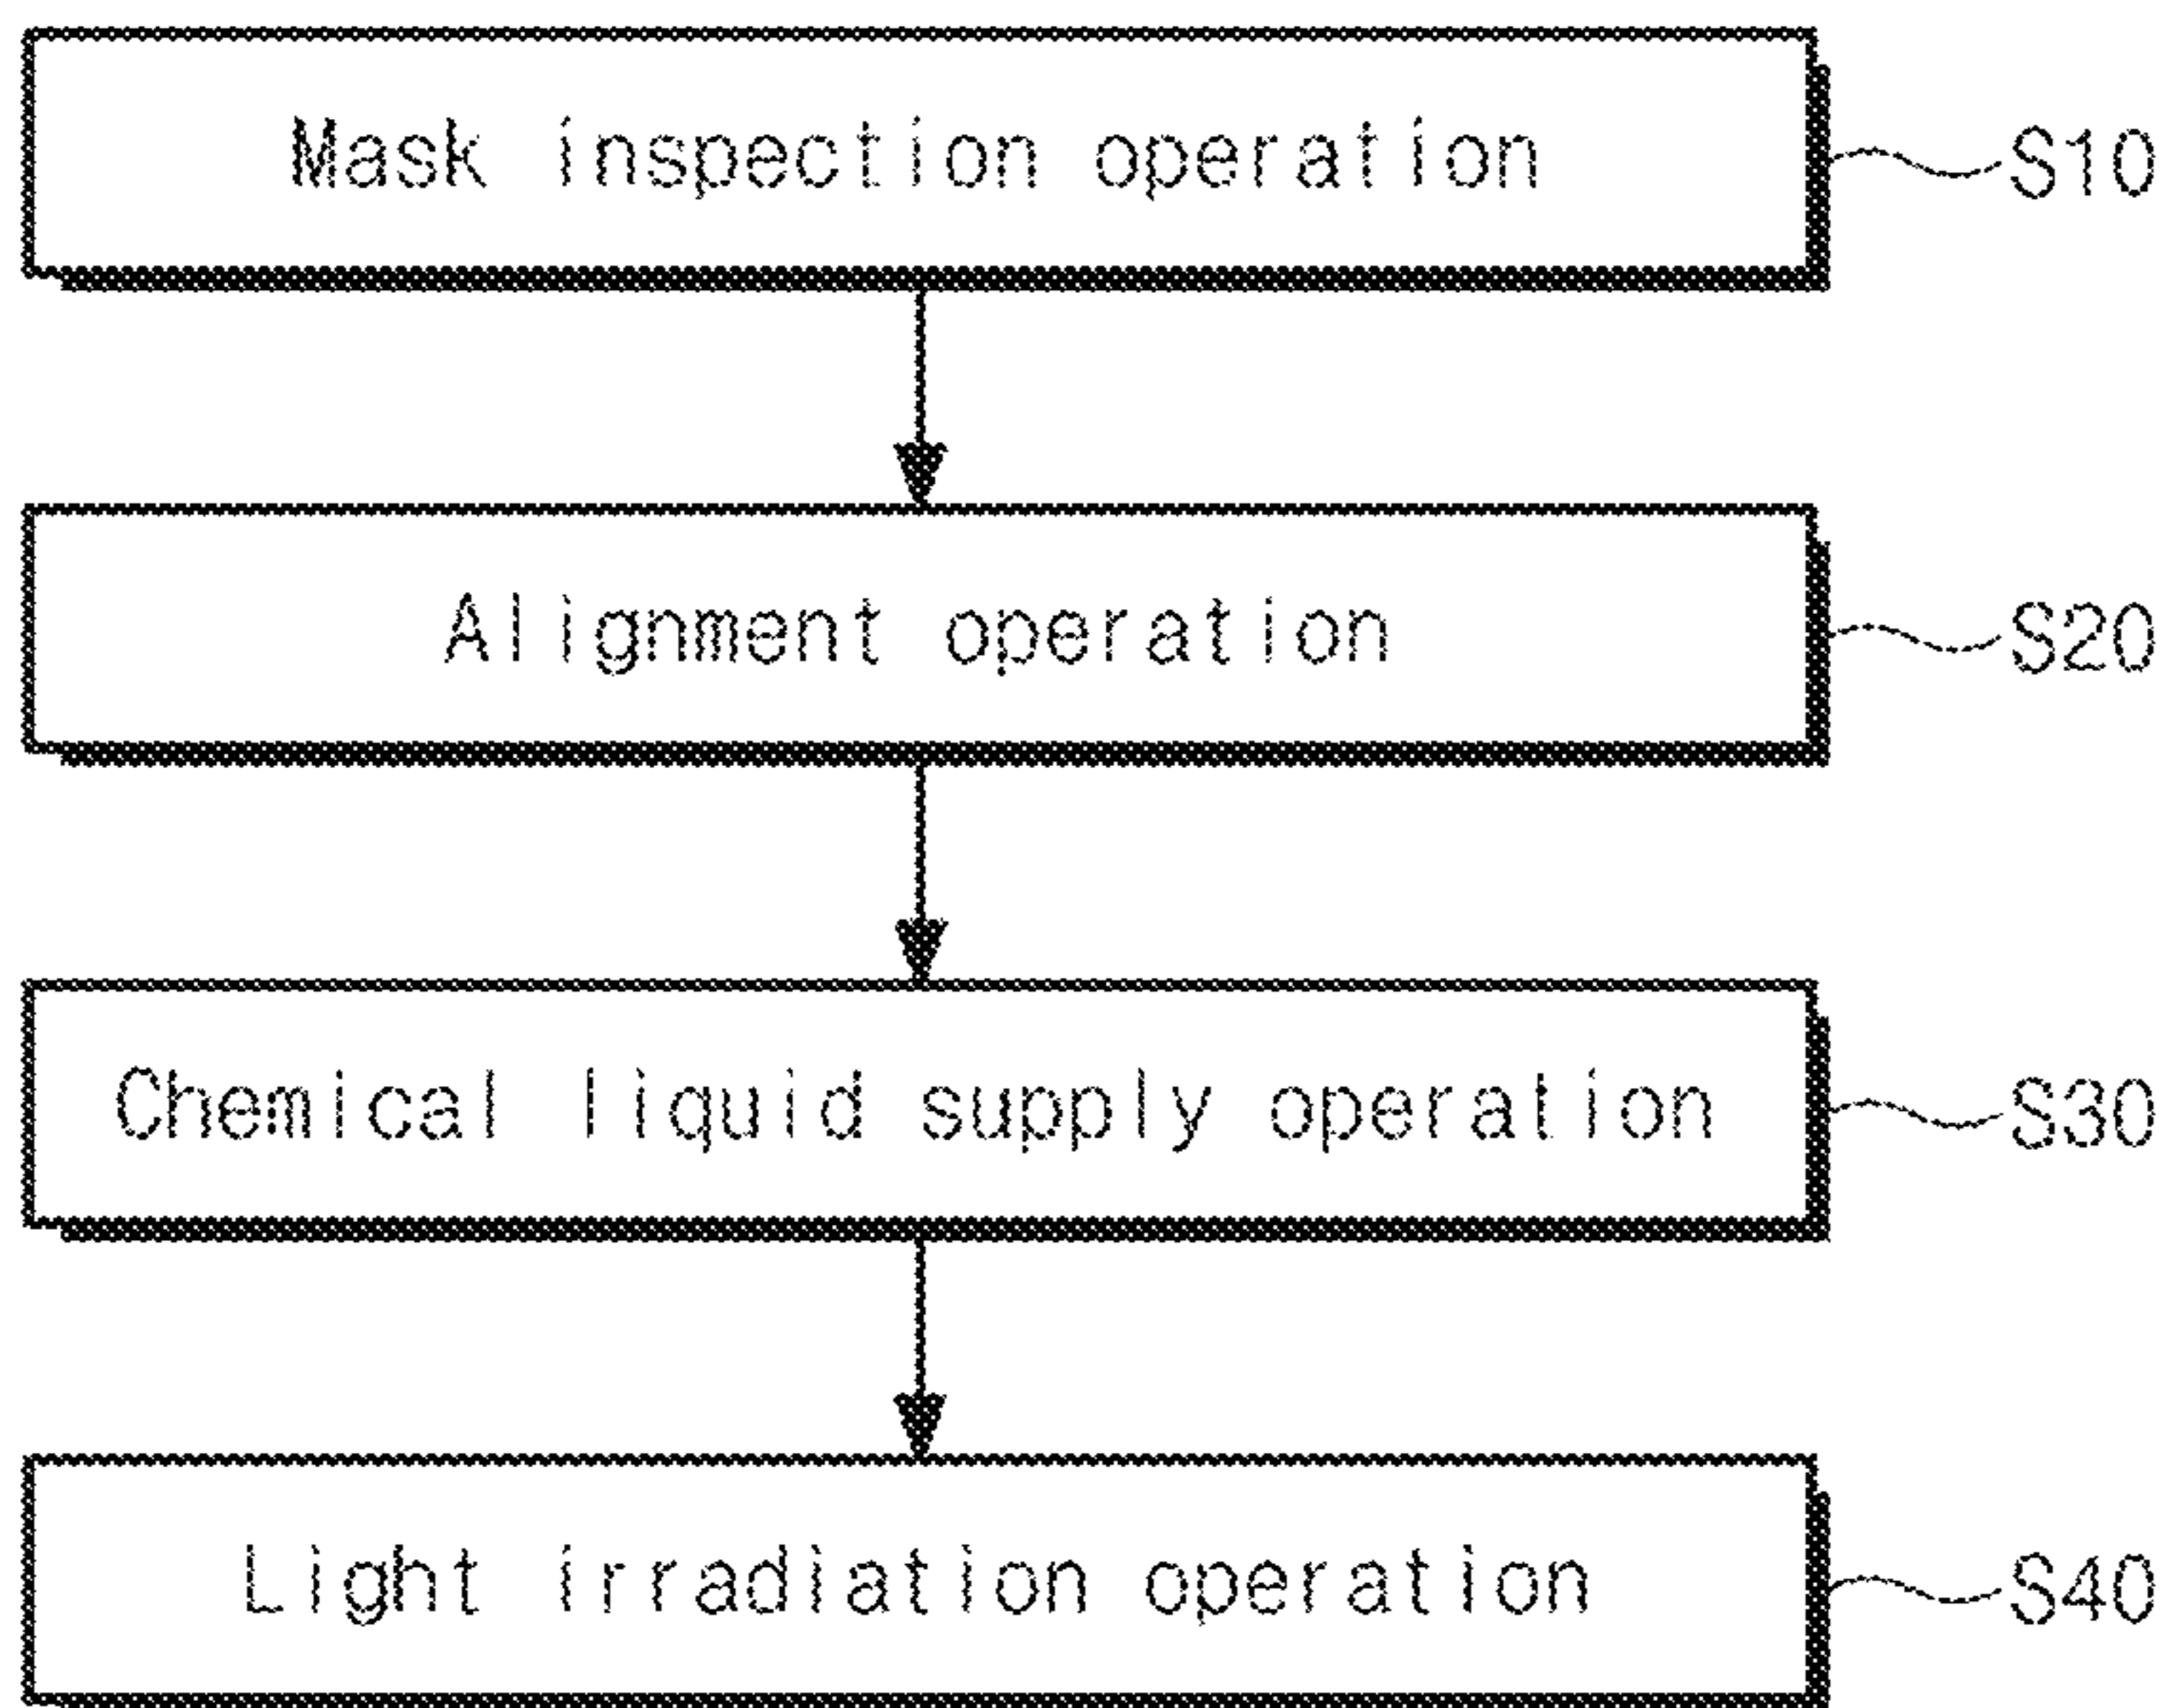 Mask inspection operation S10
Alignment operation S20
Chemical liquid supply operation S30
Light irradiation operation S40